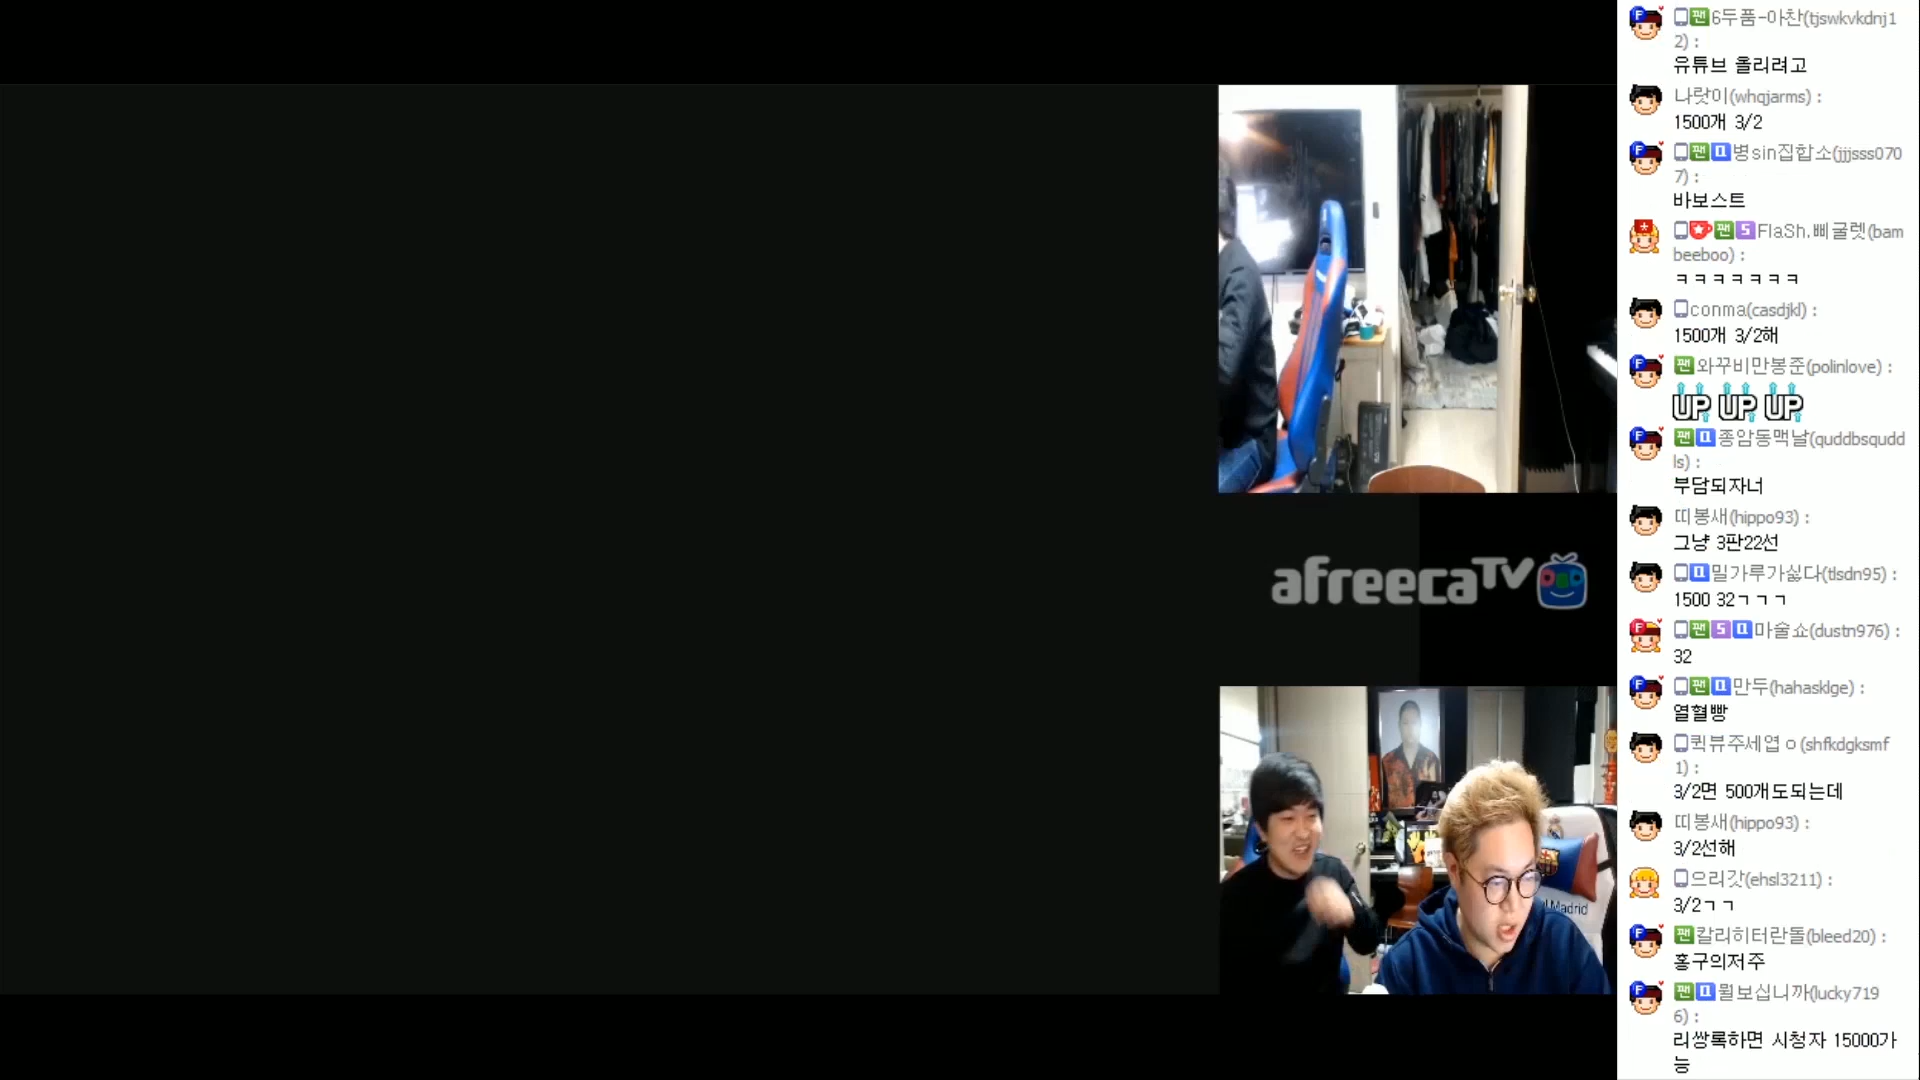 afreecaTV
Madrid
팬6두품-아찬(tjswkvkdnj1
2) :
유튜브 올리려고
나랏이(whqjarms) :
1500개 3/2
병sin집합소(jjjsss070
7) :
바보스트
FlaSh.삐굴렛(bam
beeboo) :
ㅋㅋㅋㅋㅋㅋㅋ
conma(casdjkl) :
1500개 3/2해
와꾸비만봉준(polinlove) :
UP UP UP
종암동맥날(quddbsqudd
ls) :
부담되자너
띠봉새(hippo93) :
그냥 3판22선
밀가루가싫다(tlsdn95) :
1500 32ㄱㄱㄱ
마술쇼(dustn976) :
32
만두(hahasklge) :
열혈빵
퀵뷰주세엽ㅇ(shfkdgksmf
1) :
3/2면 500개도되는데
띠봉새(hippo93) :
3/2선해
으리갓(ehsl3211) :
3/2ㄱㄱ
칼리히터란돌(bleed20) :
홍구의저주
뭘보십니까(lucky719
6) :
리쌍록하면 시청자 15000가
능